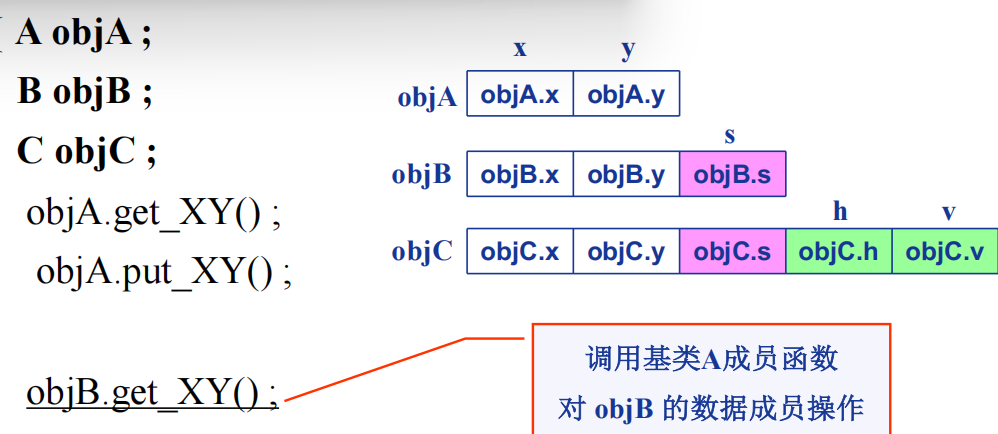 A objA ;
B objB ;
C objC ;
objA.get_XY() ;
objA.put_XY() ;
objB.get_XY() ;
x y
objA objA.x objA.y
s
objB objB.x objB.y objB.s
h v
objC objC.x objC.y objC.s objC.h objC.v
调用基类A成员函数
对 objB 的数据成员操作